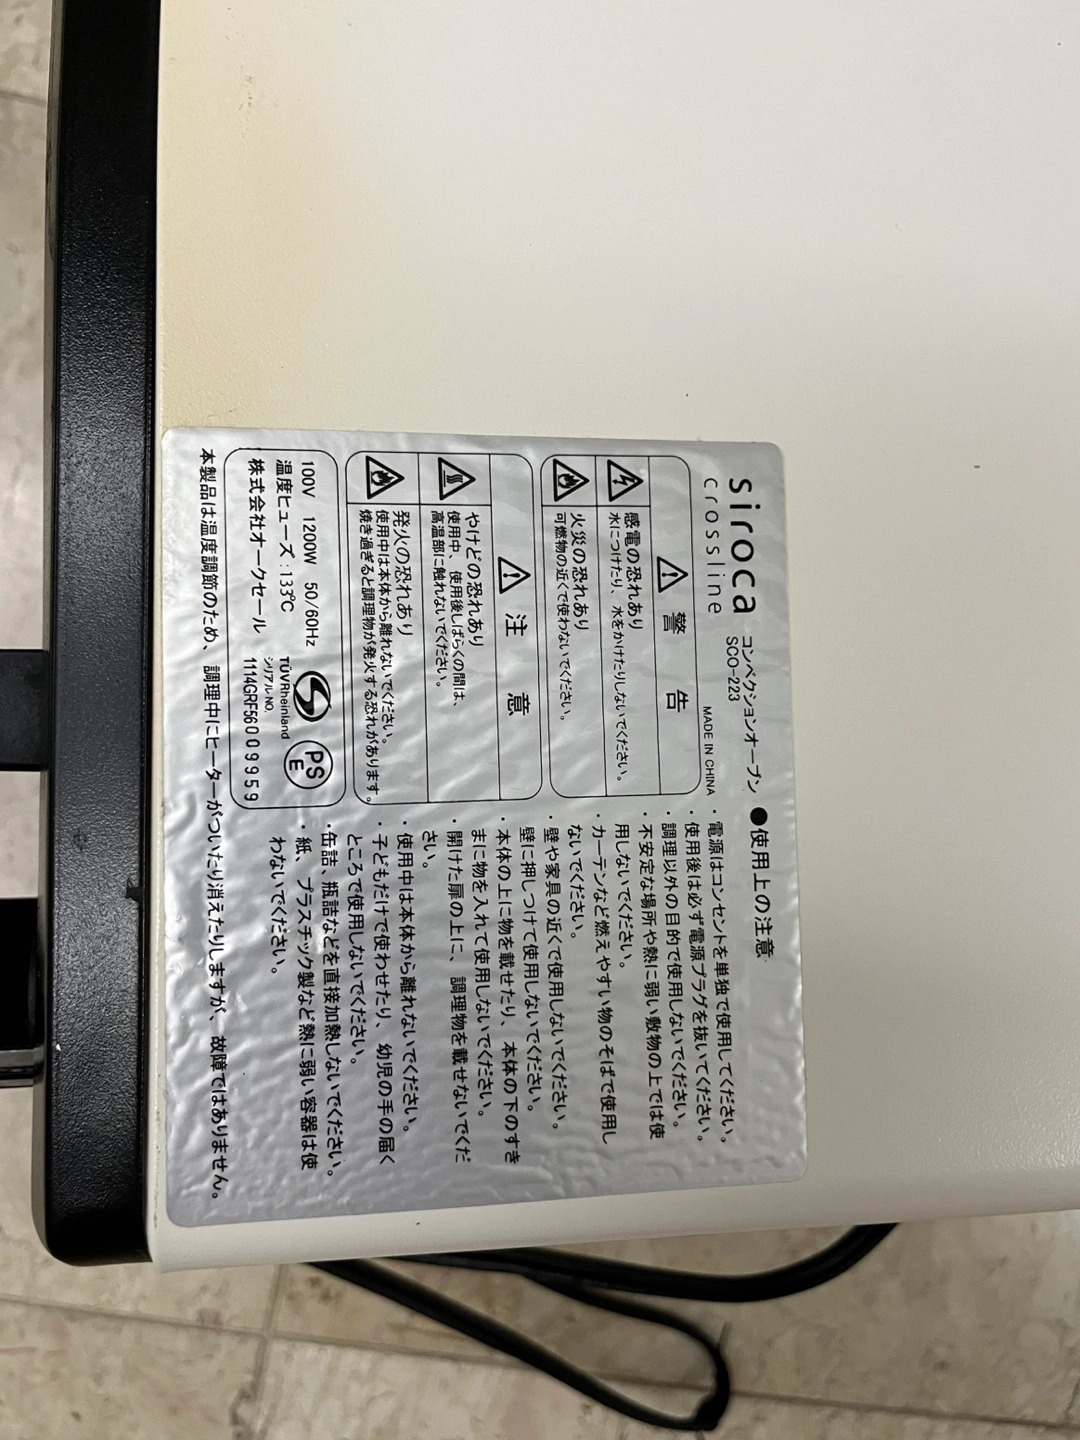 siroca
crossline
コンベクションオーブン
SCO-223
MADE IN CHINA
警告
感電の恐れあり
水につけたり、水をかけたりしないでください。
火災の恐れあり
可燃物の近くで使わないでください。
注意
やけどの恐れあり
使用中、使用後しばらくの間は、
高温部に触れないでください。
発火の恐れあり
使用中は本体から離れないでください。
焼き過ぎると調理物が発火する恐れがあります。
100V 1200W 50/60Hz
温度ヒューズ:133℃
株式会社オークセール
PS
E
TÜVRheinland
シリアルNO.
1114GRF56009959
●使用上の注意
・電源はコンセントを単独で使用してください。
・使用後は必ず電源プラグを抜いてください。
・調理以外の目的で使用しないでください。
・不安定な場所や熱に弱い敷物の上では使
用しないでください。
・カーテンなど燃えやすい物のそばで使用し
ないでください。
・壁や家具の近くで使用しないでください。
壁に押しつけて使用しないでください。
・本体の上に物を載せたり、本体の下のすき
まに物を入れて使用しないでください。
・開けた扉の上に、調理物を載せないでくだ
さい。
・使用中は本体から離れないでください。
・子どもだけで使わせたり、幼児の手の届く
ところで使用しないでください。
・缶詰、瓶詰などを直接加熱しないでください。
・紙、プラスチック製など熱に弱い容器は使
わないでください。
本製品は温度調節のため、調理中にヒーターがついたり消えたりしますが、故障ではありません。